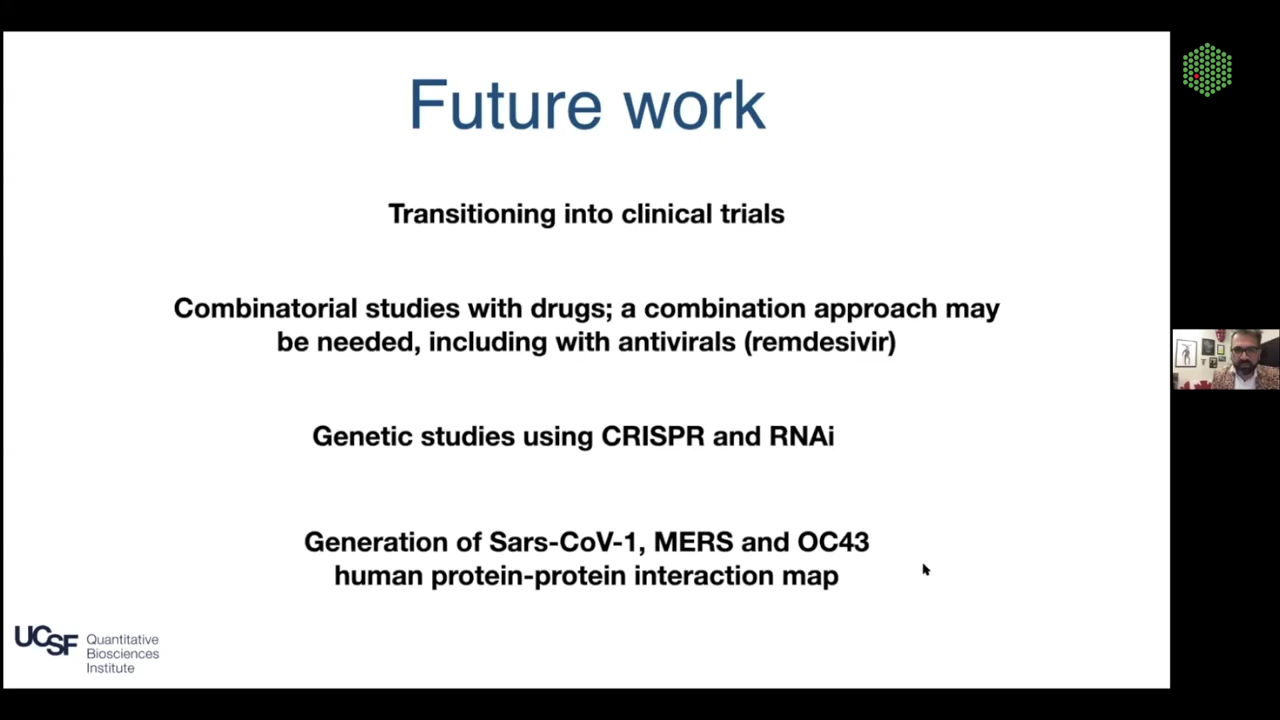 Future work
Transitioning into clinical trials
Combinatorial studies with drugs; a combination approach may
be needed, including with antivirals (remdesivir)
Genetic studies using CRISPR and RNAi
Generation of Sars-CoV-1, MERS and OC43
human protein-protein interaction map
UCSF
Quantitative
Biosciences
Institute